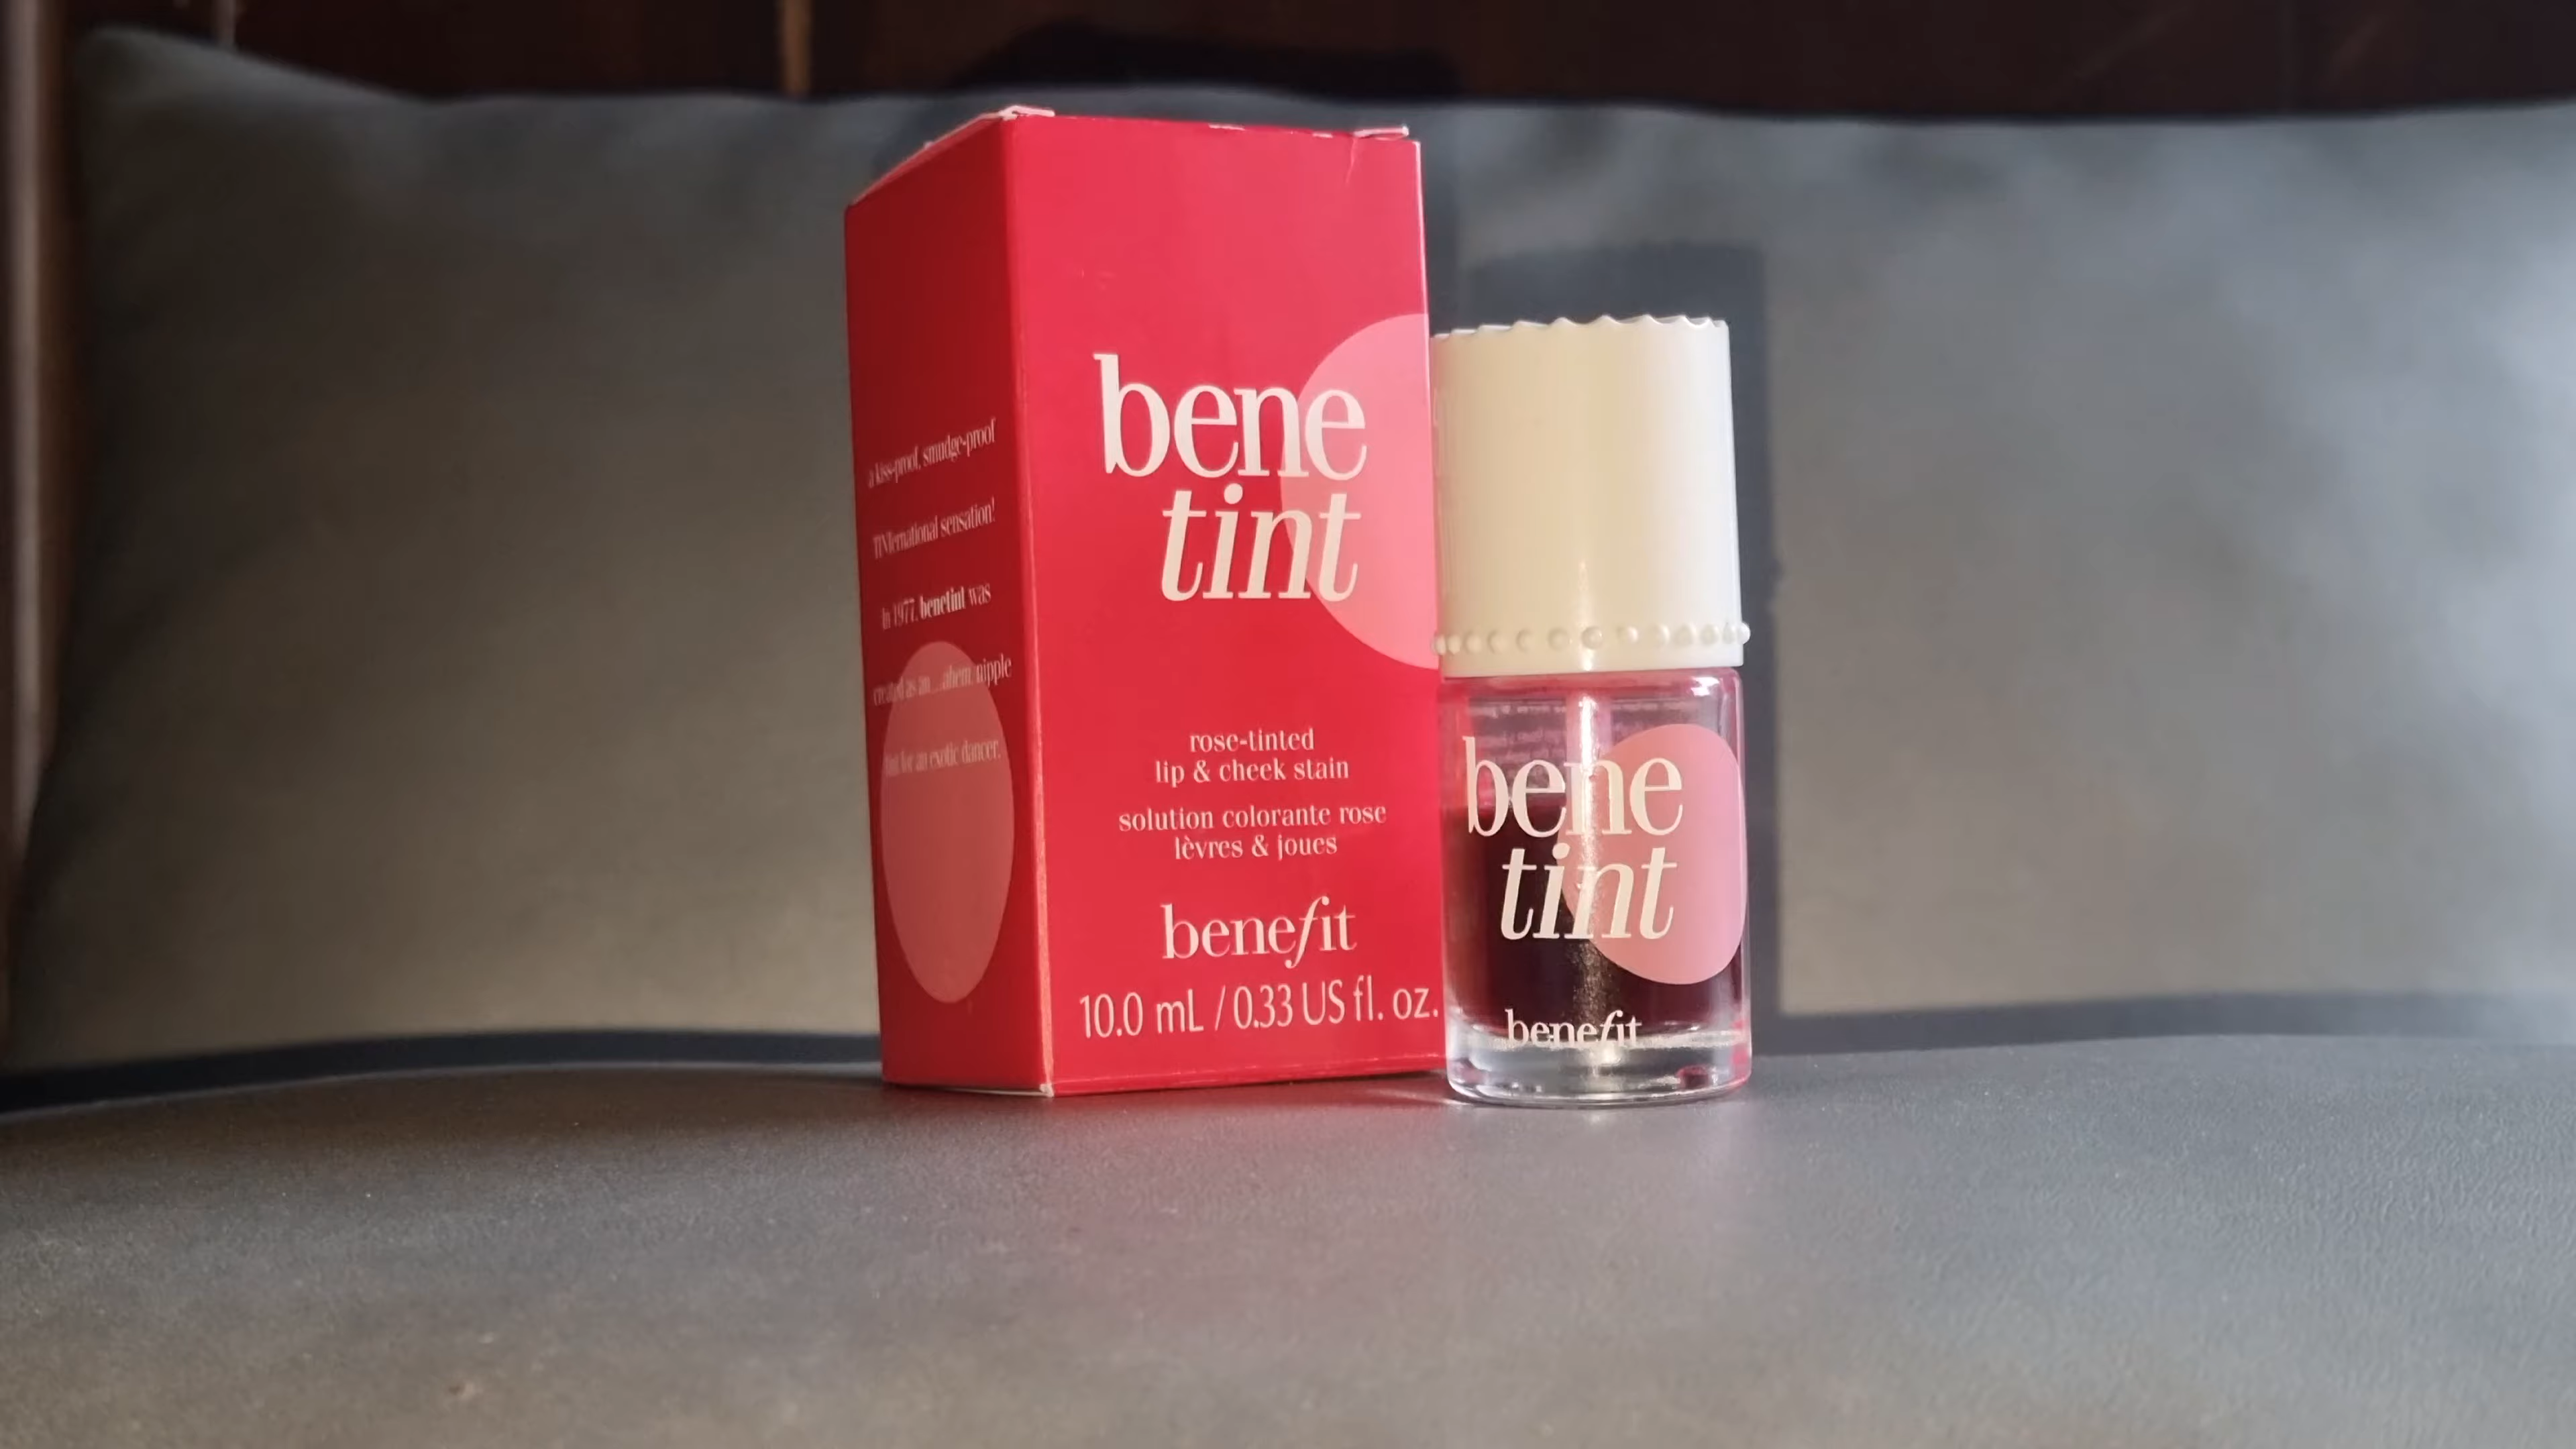 a kiss-proof, smudge-proof
TINTernational sensation!
In 1977, benetint was
created as an ...ahem nipple
tint for an exotic dancer.
bene
tint
rose-tinted
lip & cheek stain
solution colorante rose
lèvres & joues
benefit
10.0 mL / 0.33 US fl. oz.
bene
tint
benefit